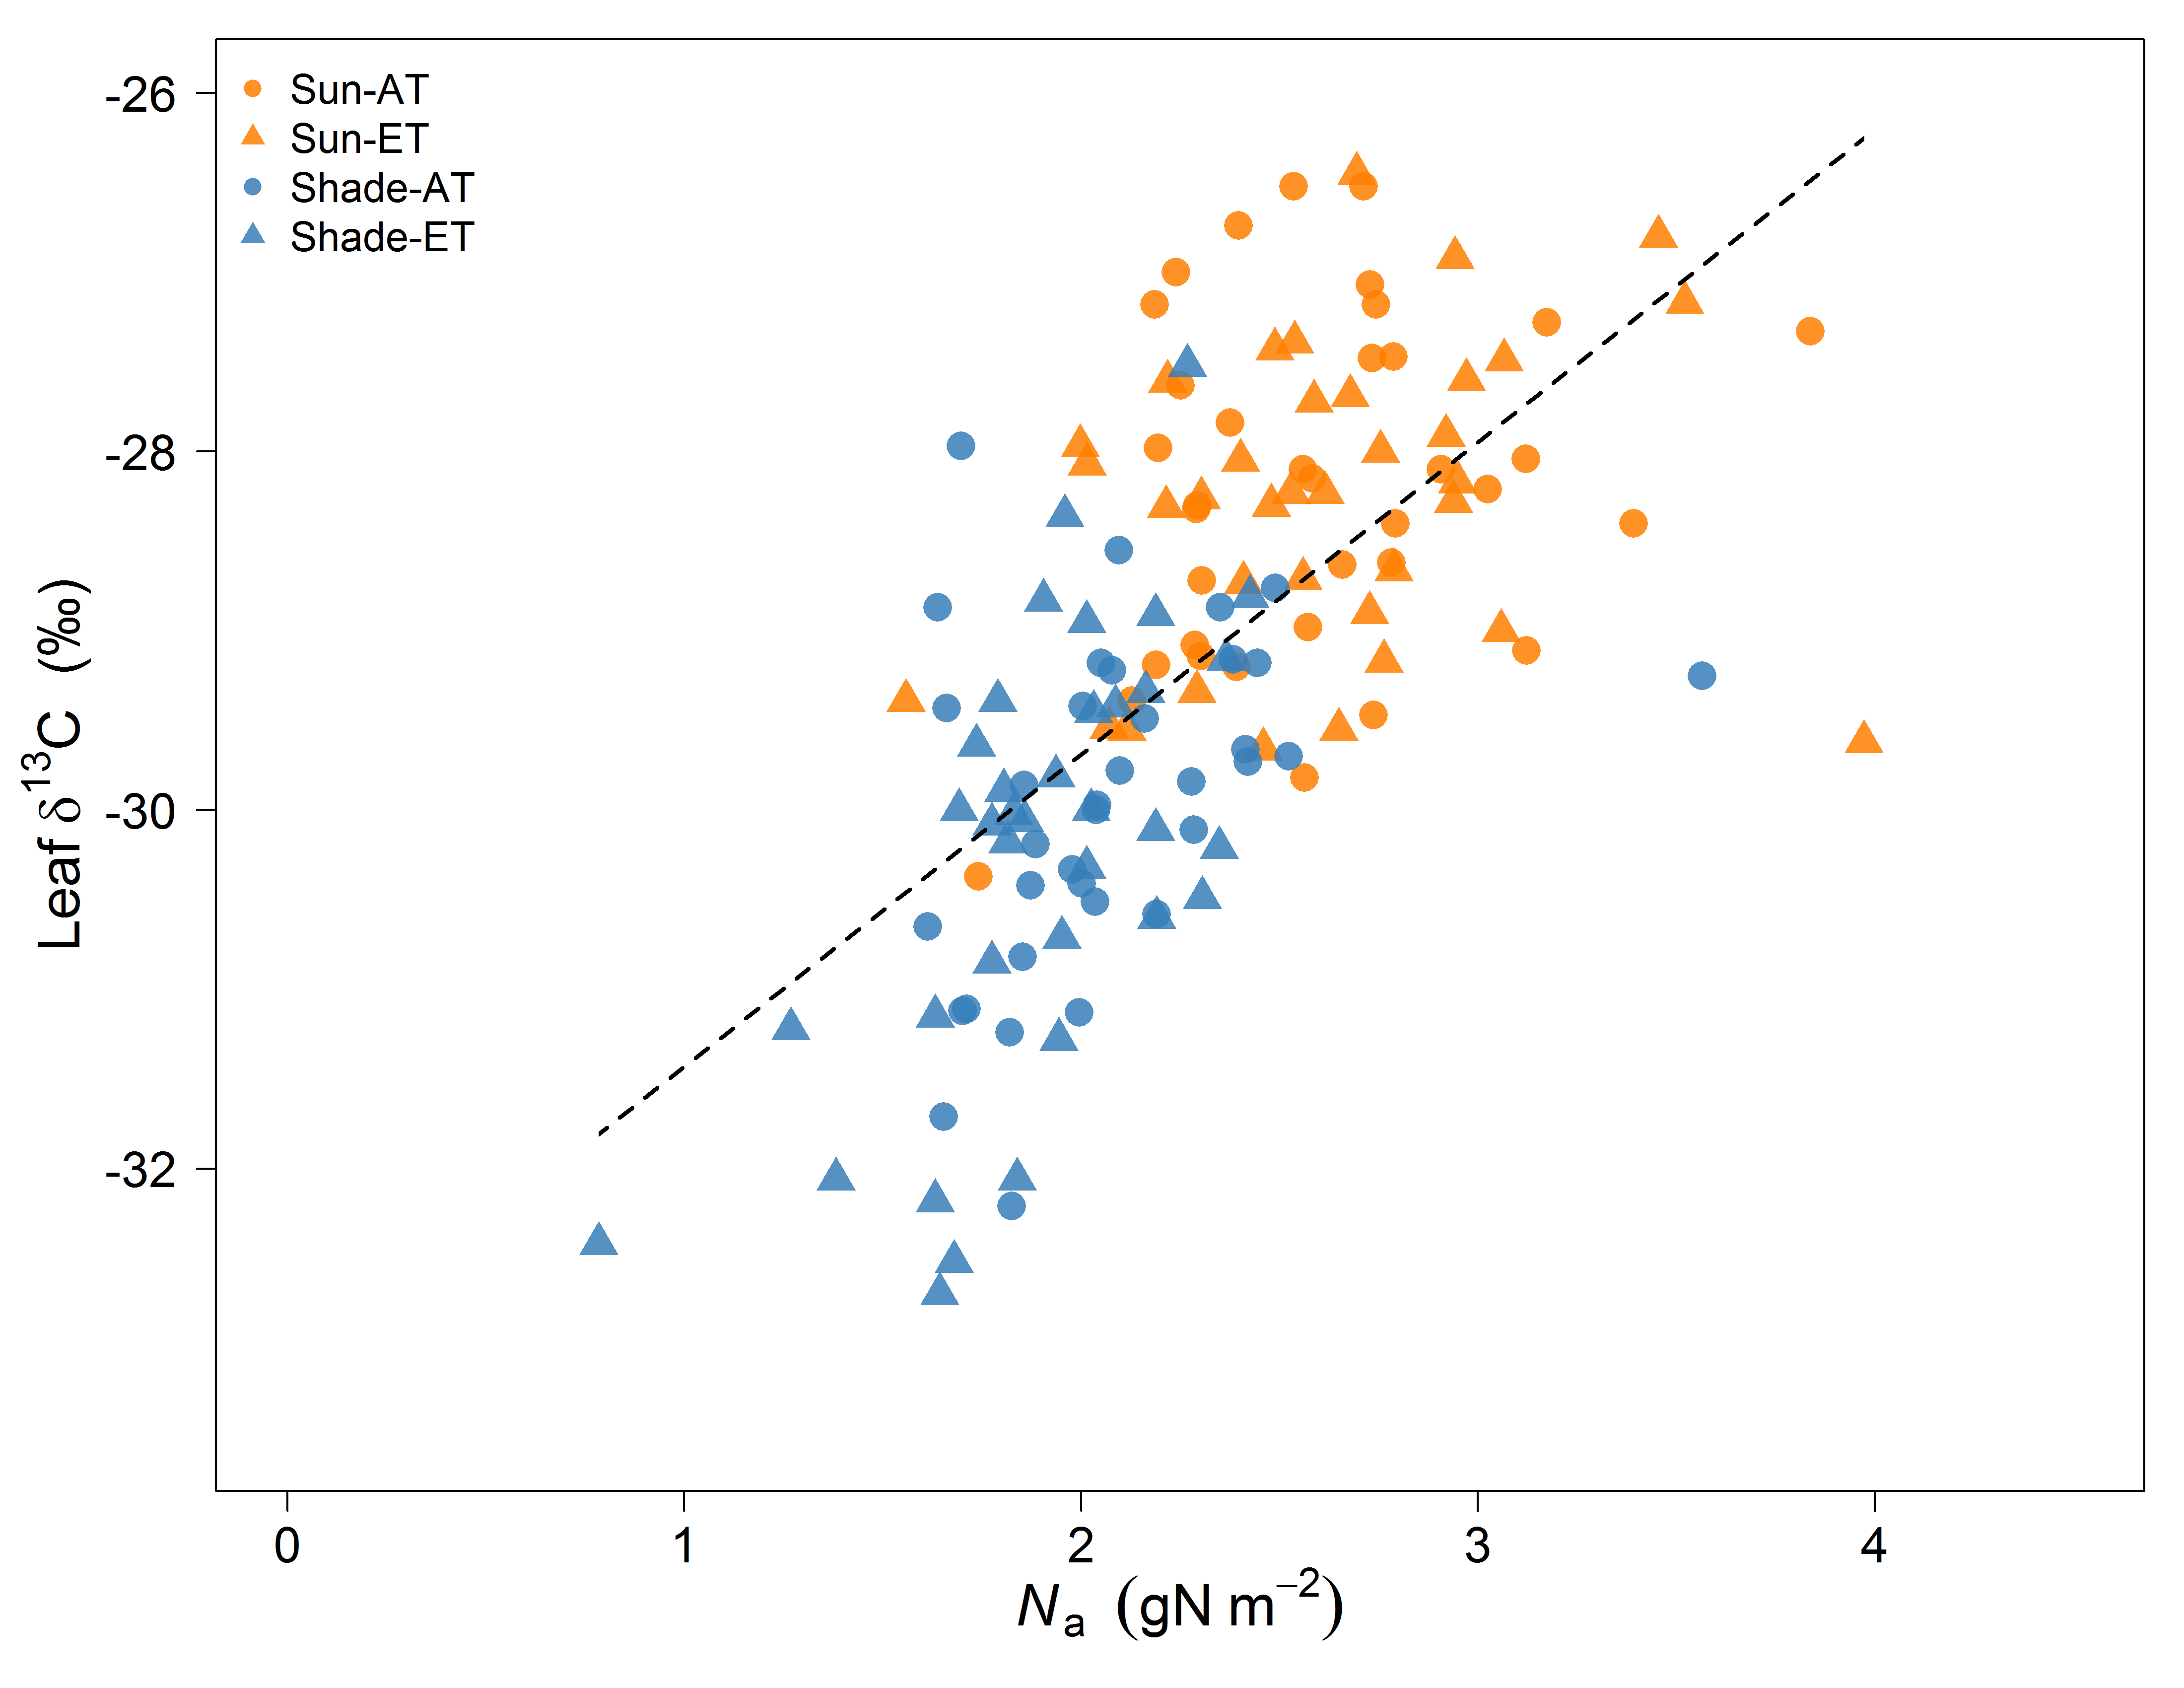 Sun-AT
Sun-ET
Shade-AT
Shade-ET
-26
-28
-30
-32
Leaf δ¹³C (‰)
0 1 2 3 4
Nₐ (gN m⁻²)